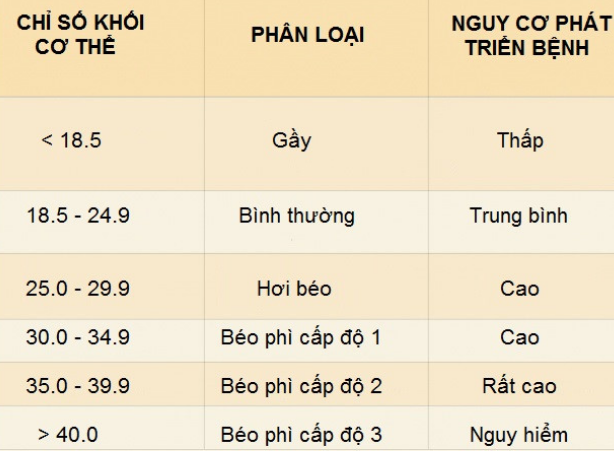 CHỈ SỐ KHỐI
CƠ THỂ
PHÂN LOẠI
NGUY CƠ PHÁT
TRIỂN BỆNH
< 18.5 Gầy Thấp
18.5 - 24.9 Bình thường Trung bình
25.0 - 29.9 Hơi béo Cao
30.0 - 34.9 Béo phì cấp độ 1 Cao
35.0 - 39.9 Béo phì cấp độ 2 Rất cao
> 40.0 Béo phì cấp độ 3 Nguy hiểm